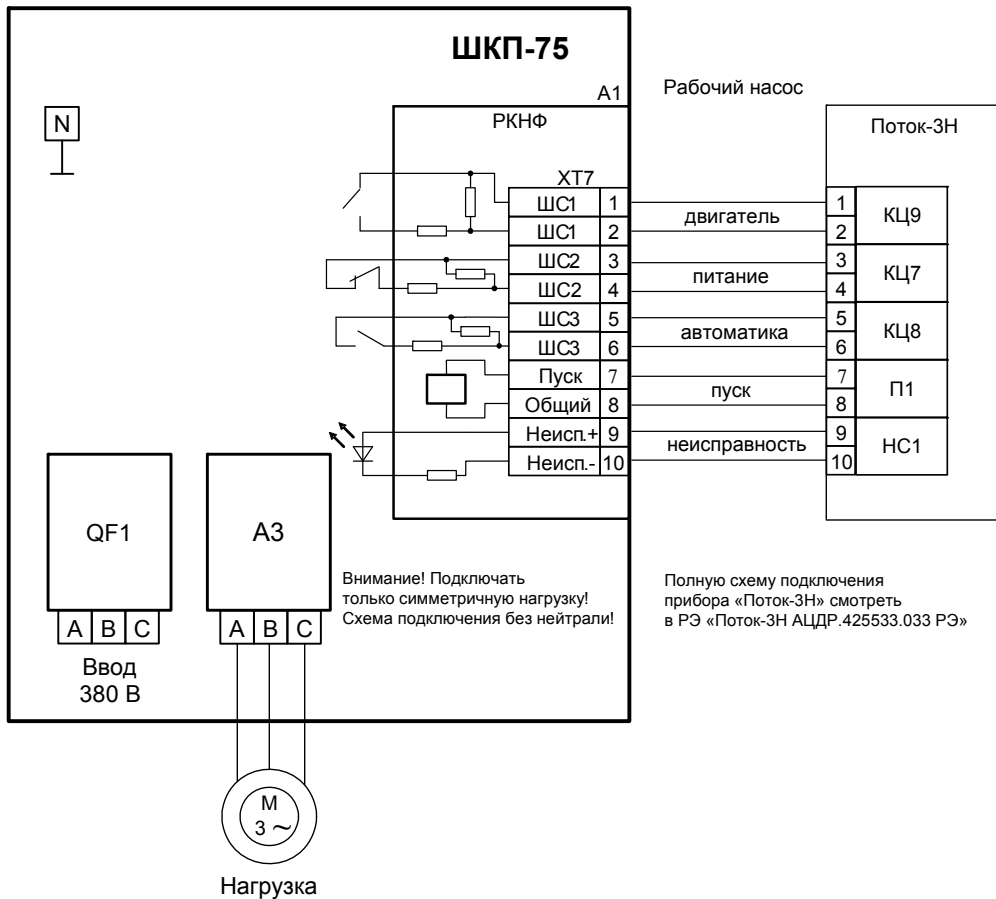 ШКП-75
А1
Рабочий насос
N
РКНФ
Поток-3Н
ХТ7
ШС1 1
ШС1 2
ШС2 3
ШС2 4
ШС3 5
ШС3 6
Пуск 7
Общий 8
Неисп.+ 9
Неисп.- 10
двигатель
питание
автоматика
пуск
неисправность
1
2
КЦ9
3
4
КЦ7
5
6
КЦ8
7
8
П1
9
10
НС1
QF1
А3
A B C
A B C
Ввод
380 В
Внимание! Подключать
только симметричную нагрузку!
Схема подключения без нейтрали!
Полную схему подключения
прибора «Поток-3Н» смотреть
в РЭ «Поток-3Н АЦДР.425533.033 РЭ»
М
3 ~
Нагрузка